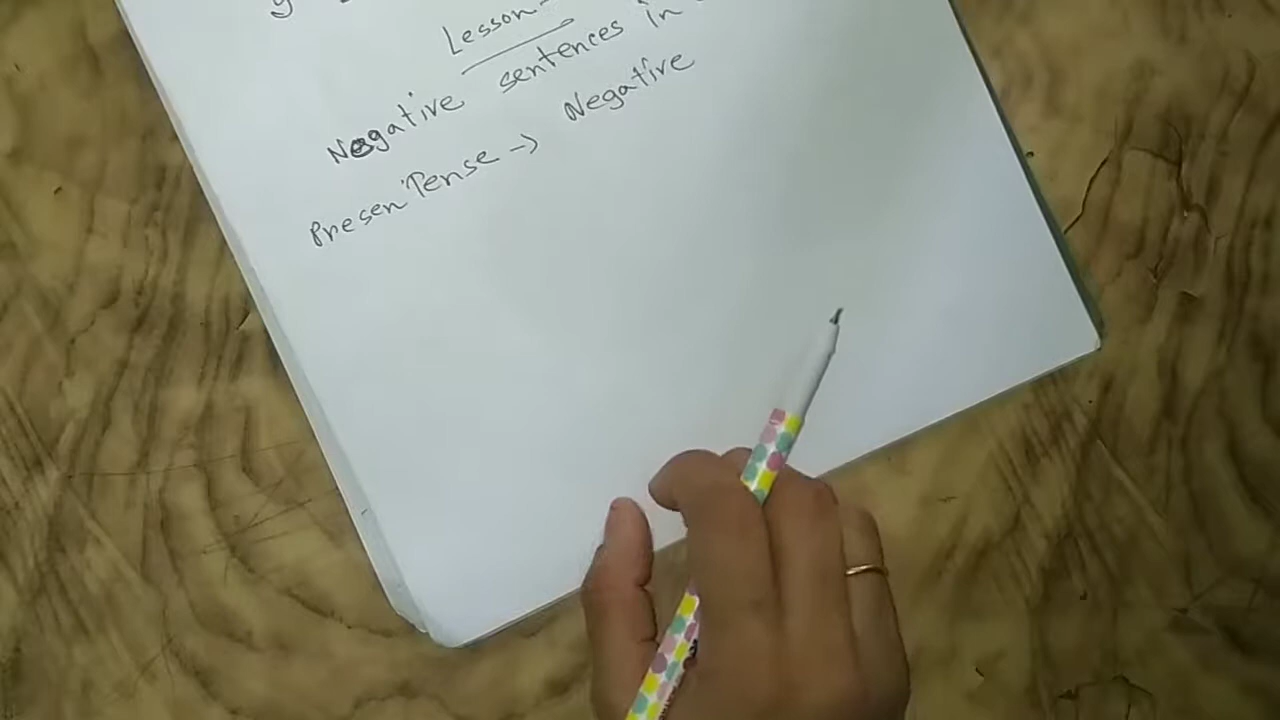 Lesson-
Negative sentences in
Presen Tense -> Negative